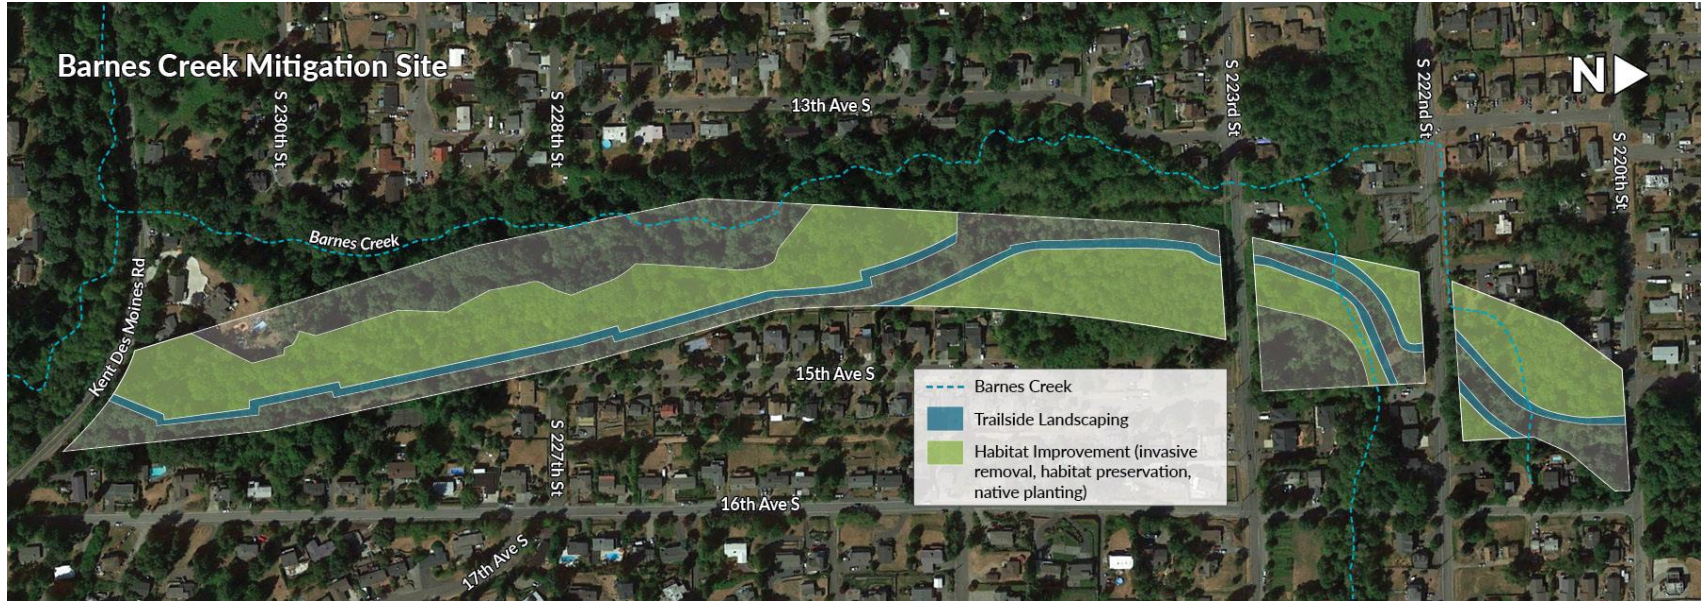 Barnes Creek Mitigation Site
N
S 230th St
S 228th St
13th Ave S
S 223rd St
S 222nd St
S 220th St
Barnes Creek
Kent Des Moines Rd
15th Ave S
S 227th St
16th Ave S
17th Ave S
Barnes Creek
Trailside Landscaping
Habitat Improvement (invasive
removal, habitat preservation,
native planting)